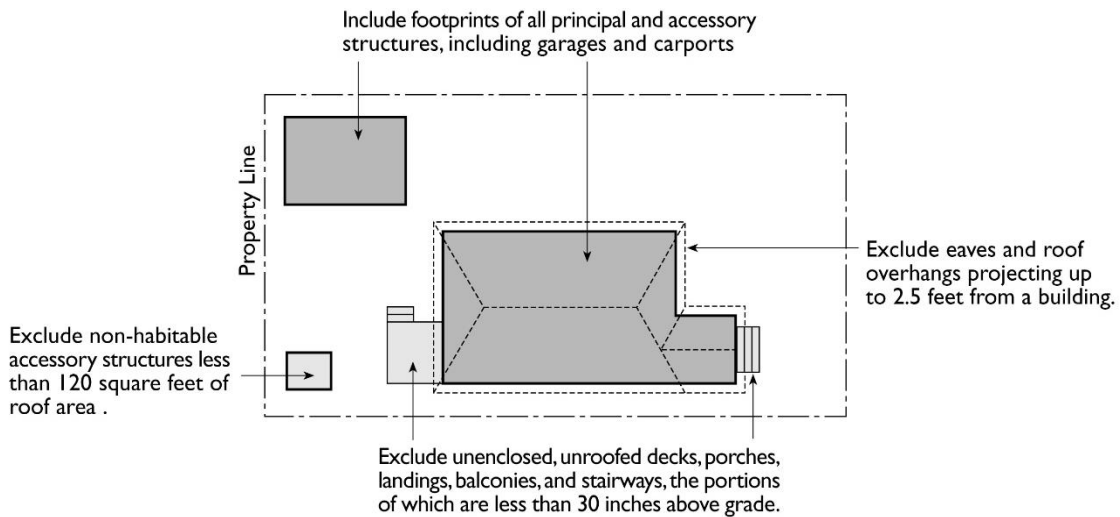 Include footprints of all principal and accessory
structures, including garages and carports
Property Line
Exclude eaves and roof
overhangs projecting up
to 2.5 feet from a building.
Exclude non-habitable
accessory structures less
than 120 square feet of
roof area .
Exclude unenclosed, unroofed decks, porches,
landings, balconies, and stairways, the portions
of which are less than 30 inches above grade.